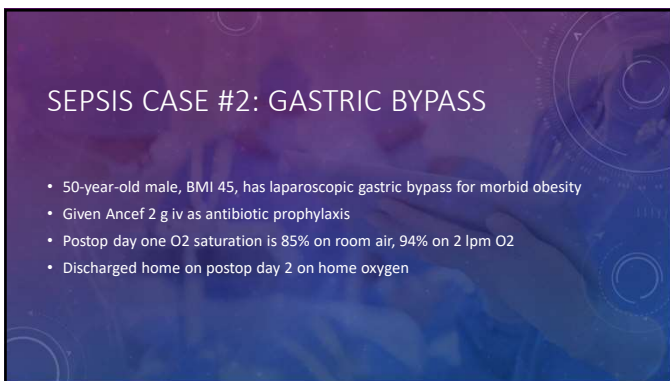 SEPSIS CASE #2: GASTRIC BYPASS
• 50-year-old male, BMI 45, has laparoscopic gastric bypass for morbid obesity
• Given Ancef 2 g iv as antibiotic prophylaxis
• Postop day one O2 saturation is 85% on room air, 94% on 2 lpm O2
• Discharged home on postop day 2 on home oxygen